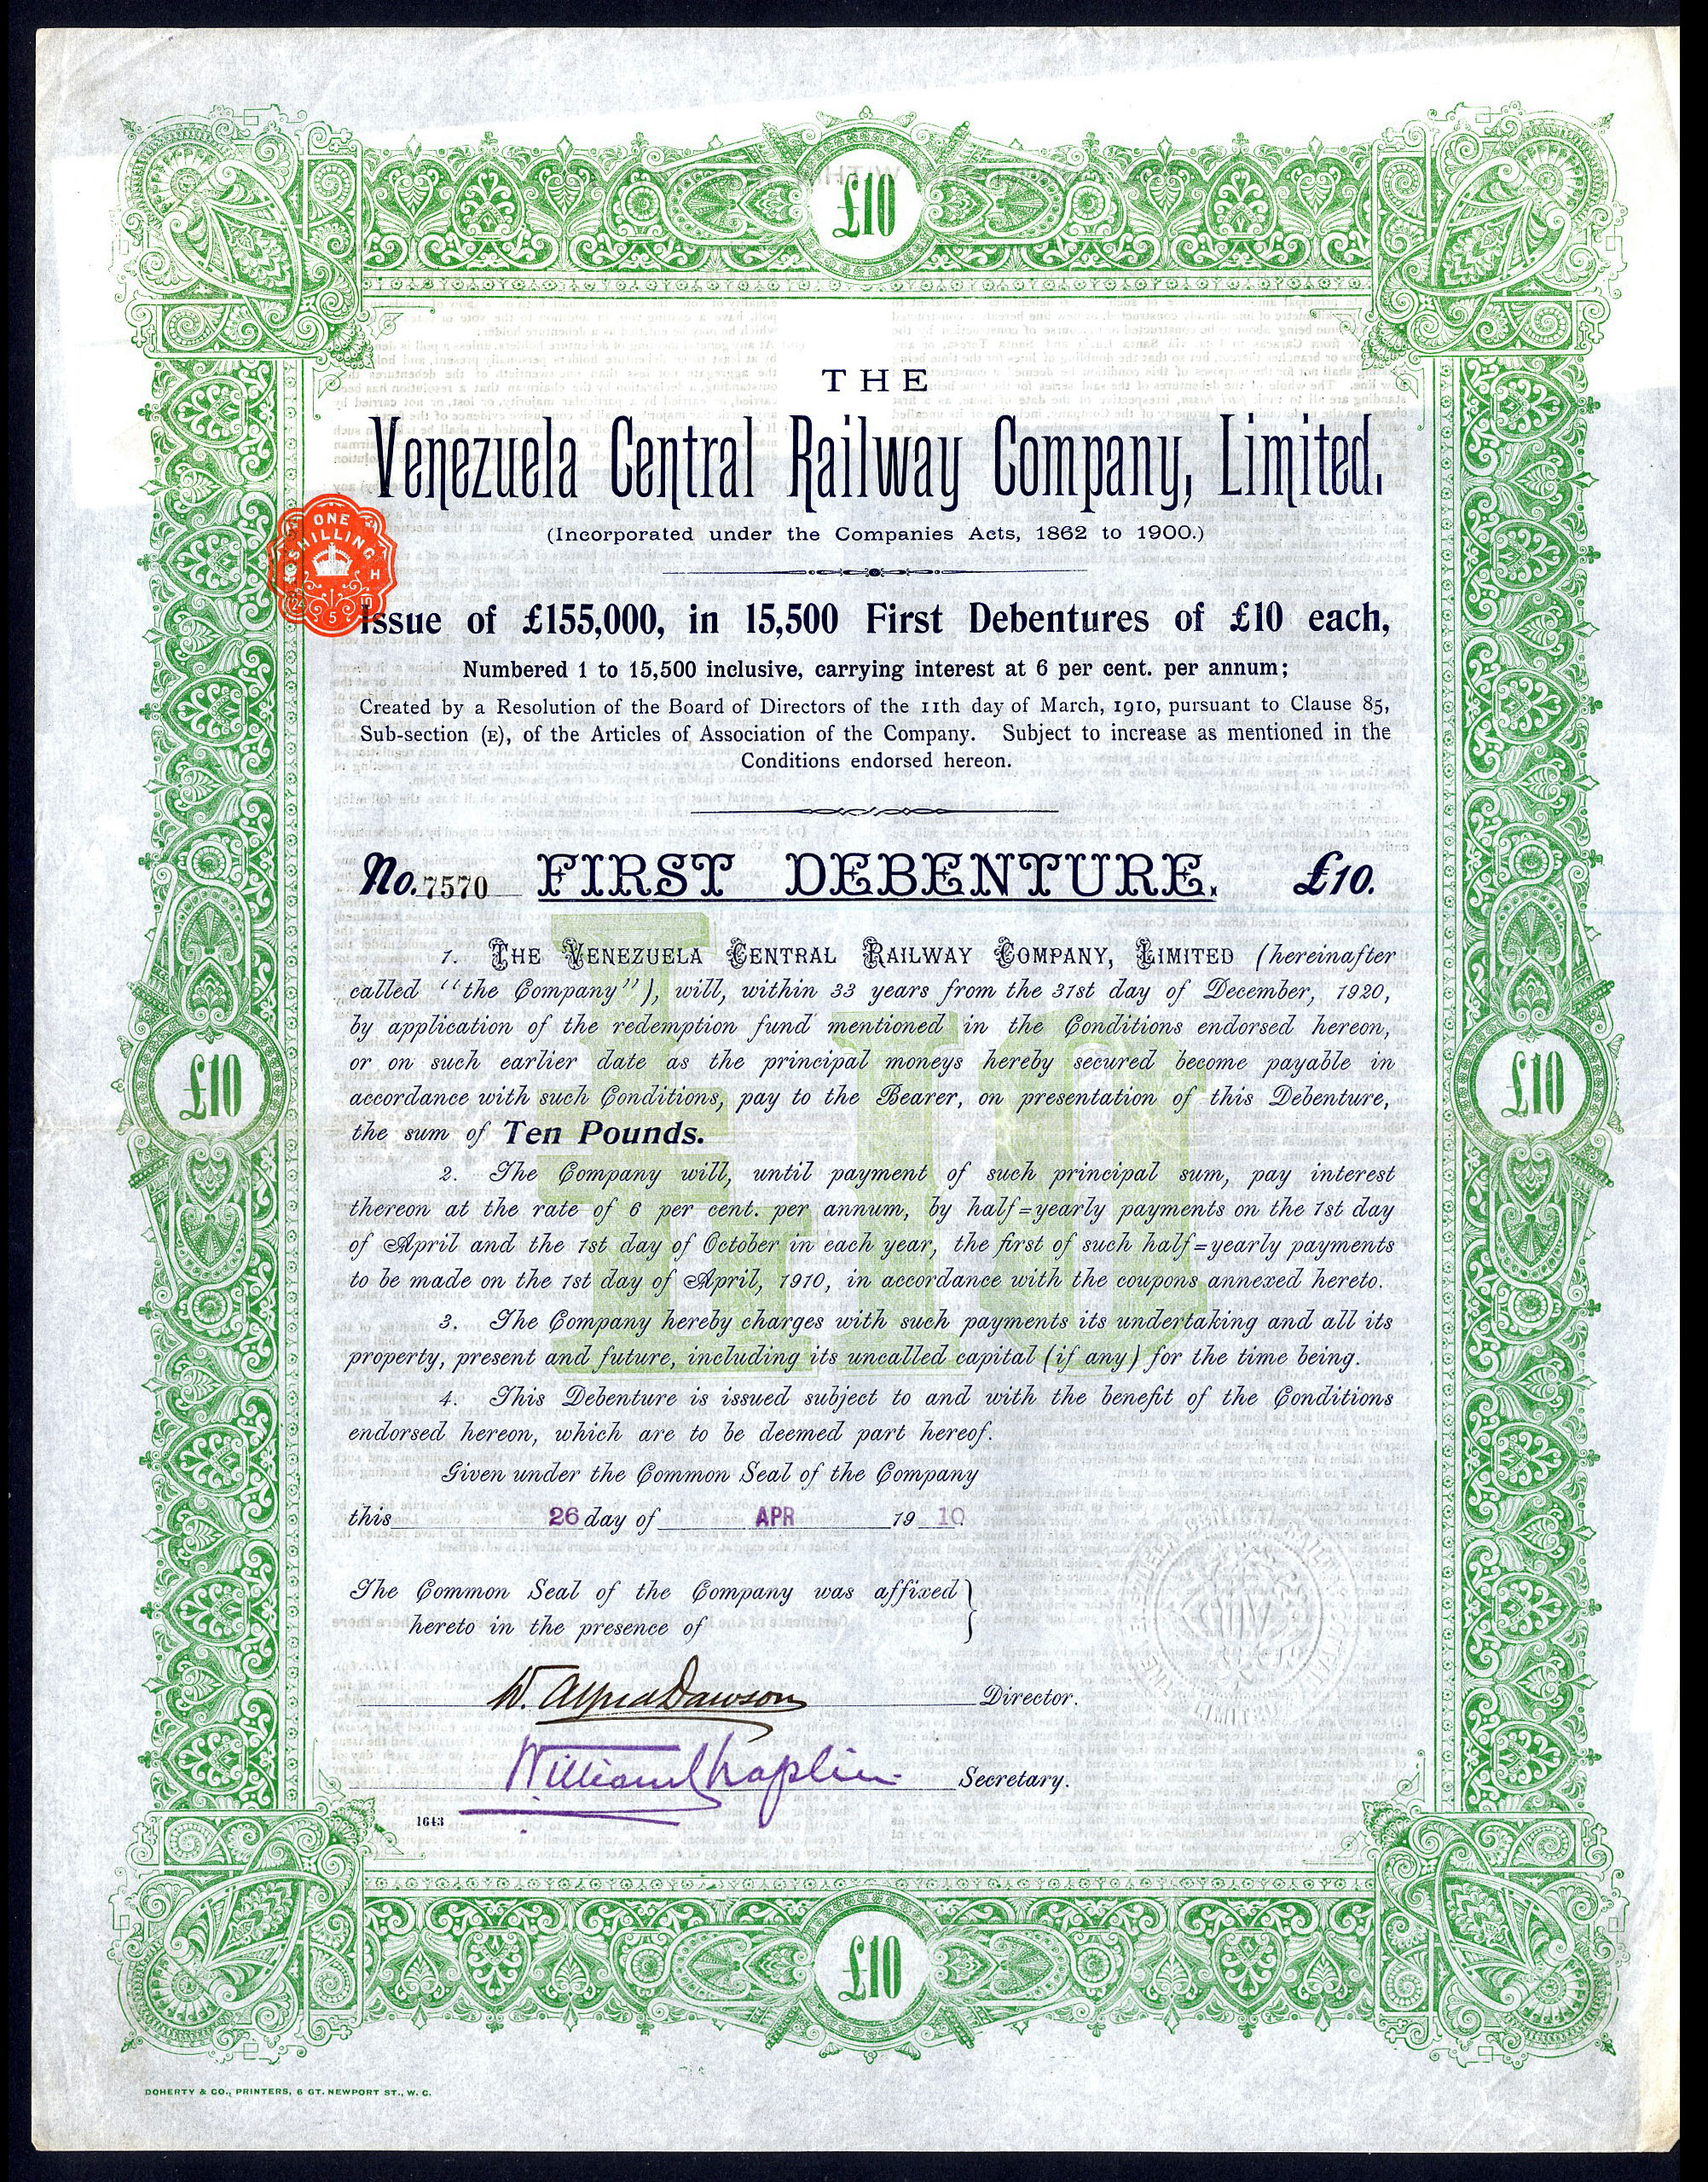 £10
THE
Venezuela Central Railway Company, Limited.
(Incorporated under the Companies Acts, 1862 to 1900.)
ONE
SHILLING
H
24 5
Issue of £155,000, in 15,500 First Debentures of £10 each,
Numbered 1 to 15,500 inclusive, carrying interest at 6 per cent. per annum;
Created by a Resolution of the Board of Directors of the 11th day of March, 1910, pursuant to Clause 85,
Sub-section (E), of the Articles of Association of the Company. Subject to increase as mentioned in the
Conditions endorsed hereon.
No. 7570 FIRST DEBENTURE. £10.
1. THE VENEZUELA CENTRAL RAILWAY COMPANY, LIMITED (hereinafter
called "the Company"), will, within 33 years from the 31st day of December, 1920,
by application of the redemption fund mentioned in the Conditions endorsed hereon,
or on such earlier date as the principal moneys hereby secured become payable in
accordance with such Conditions, pay to the Bearer, on presentation of this Debenture,
the sum of Ten Pounds.
£10
£10
£10
2. The Company will, until payment of such principal sum, pay interest
thereon at the rate of 6 per cent. per annum, by half=yearly payments on the 1st day
of April and the 1st day of October in each year, the first of such half=yearly payments
to be made on the 1st day of April, 1910, in accordance with the coupons annexed hereto.
3. The Company hereby charges with such payments its undertaking and all its
property, present and future, including its uncalled capital (if any) for the time being.
4. This Debenture is issued subject to and with the benefit of the Conditions
endorsed hereon, which are to be deemed part hereof.
Given under the Common Seal of the Company
this 26 day of APR 1910
The Common Seal of the Company was affixed
hereto in the presence of
W. Alfred Dawson Director.
William Chaplin Secretary.
LIMITED
1643
£10
DOHERTY & CO., PRINTERS, 6 GT. NEWPORT ST., W. C.